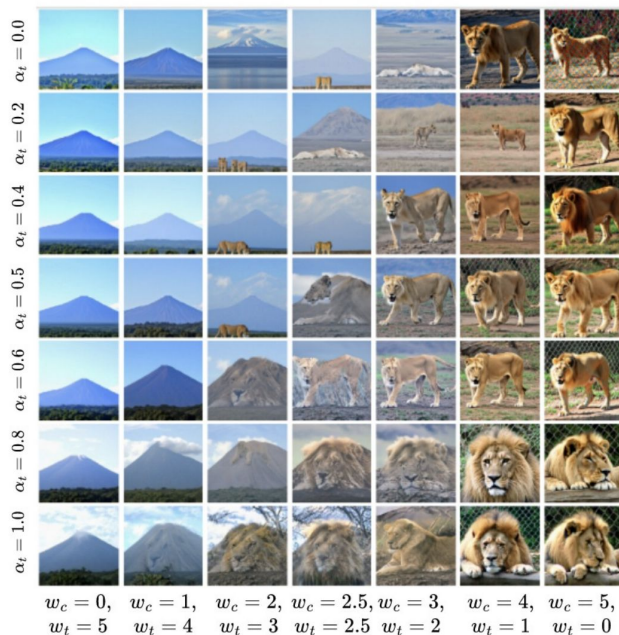 α_t = 0.0
α_t = 0.2
α_t = 0.4
α_t = 0.5
α_t = 0.6
α_t = 0.8
α_t = 1.0
w_c = 0, w_c = 1, w_c = 2, w_c = 2.5, w_c = 3, w_c = 4, w_c = 5,
w_t = 5 w_t = 4 w_t = 3 w_t = 2.5 w_t = 2 w_t = 1 w_t = 0